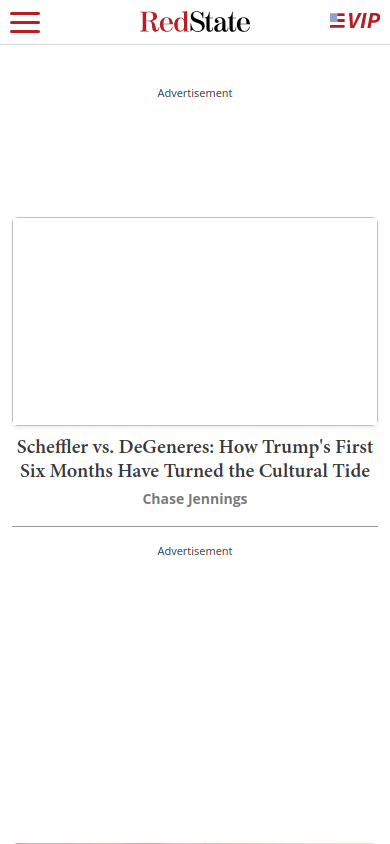 RedState
VIP
Advertisement
Scheffler vs. DeGeneres: How Trump's First
Six Months Have Turned the Cultural Tide
Chase Jennings
Advertisement